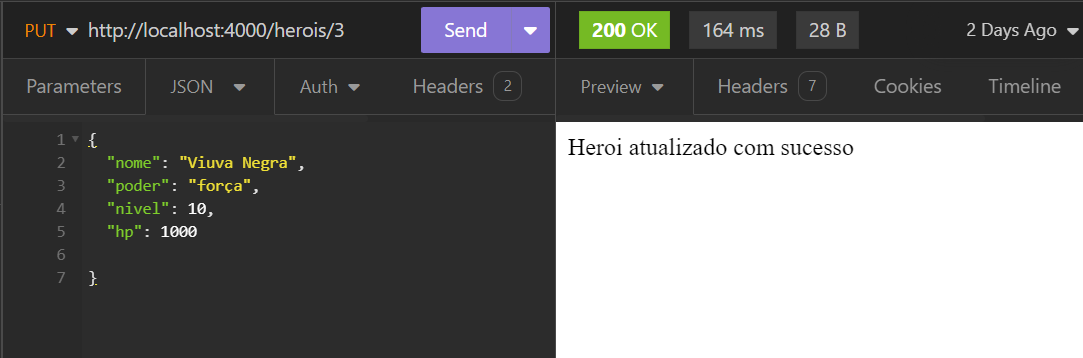 PUT http://localhost:4000/herois/3 Send 200 OK 164 ms 28 B 2 Days Ago
Parameters JSON Auth Headers 2 Preview Headers 7 Cookies Timeline
1 {
2 "nome": "Viuva Negra",
3 "poder": "força",
4 "nivel": 10,
5 "hp": 1000
6
7 }
Heroi atualizado com sucesso